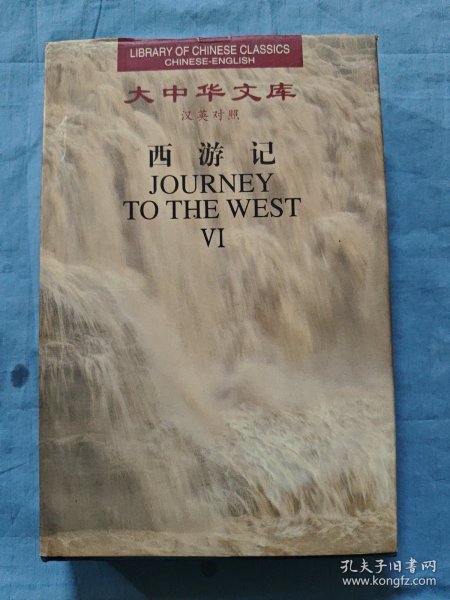 LIBRARY OF CHINESE CLASSICS
CHINESE-ENGLISH
大中华文库
汉英对照
西游记
JOURNEY
TO THE WEST
VI
孔夫子旧书网
www.kongfz.com